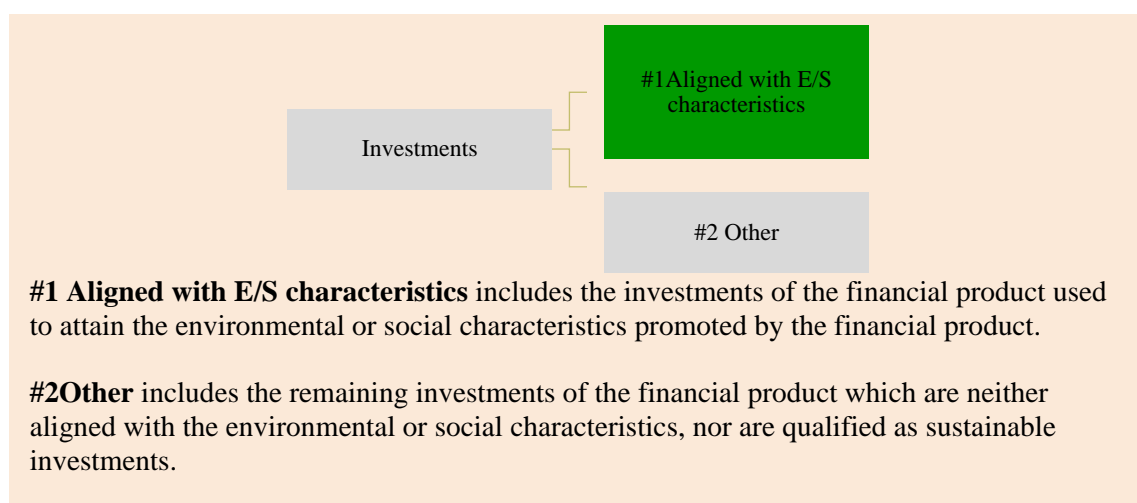 #1Aligned with E/S
characteristics
Investments
#2 Other
#1 Aligned with E/S characteristics includes the investments of the financial product used
to attain the environmental or social characteristics promoted by the financial product.
#2Other includes the remaining investments of the financial product which are neither
aligned with the environmental or social characteristics, nor are qualified as sustainable
investments.